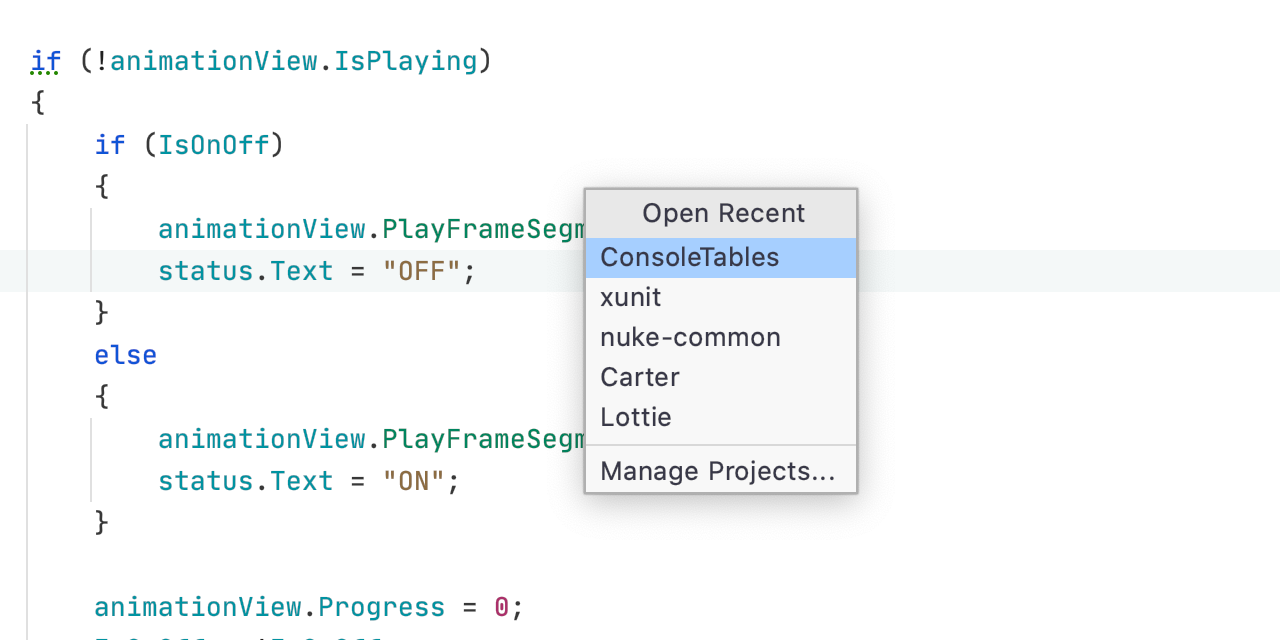 if (!animationView.IsPlaying)
{
if (IsOnOff)
{
animationView.PlayFrameSegm
status.Text = "OFF";
}
else
{
animationView.PlayFrameSegm
status.Text = "ON";
}
animationView.Progress = 0;
Open Recent
ConsoleTables
xunit
nuke-common
Carter
Lottie
Manage Projects...